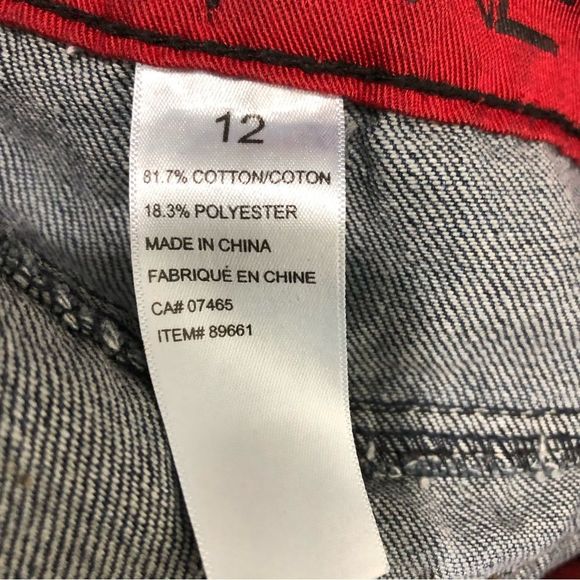 12
81.7% COTTON/COTON
18.3% POLYESTER
MADE IN CHINA
FABRIQUÉ EN CHINE
CA# 07465
ITEM# 89661